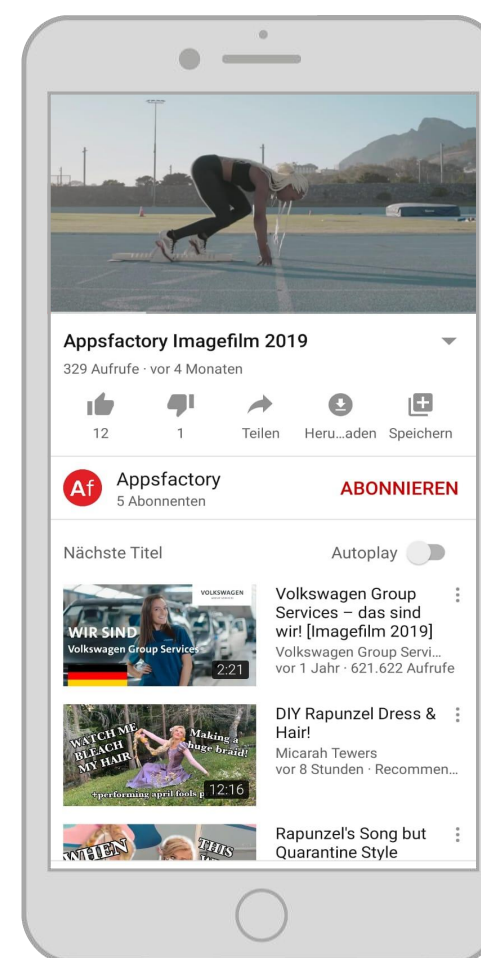 Appsfactory Imagefilm 2019
329 Aufrufe · vor 4 Monaten
12
1
Teilen
Heru...aden
Speichern
Af
Appsfactory
5 Abonnenten
ABONNIEREN
Nächste Titel
Autoplay
VOLKSWAGEN
WIR SIND
Volkswagen Group Services
2:21
Volkswagen Group
Services – das sind
wir! [Imagefilm 2019]
Volkswagen Group Servi...
vor 1 Jahr · 621.622 Aufrufe
WATCH ME
BLEACH
MY HAIR
Making a
huge braid!
+performing april fools
12:16
DIY Rapunzel Dress &
Hair!
Micarah Tewers
vor 8 Stunden · Recommen...
WHEN
THIS
Rapunzel's Song but
Quarantine Style